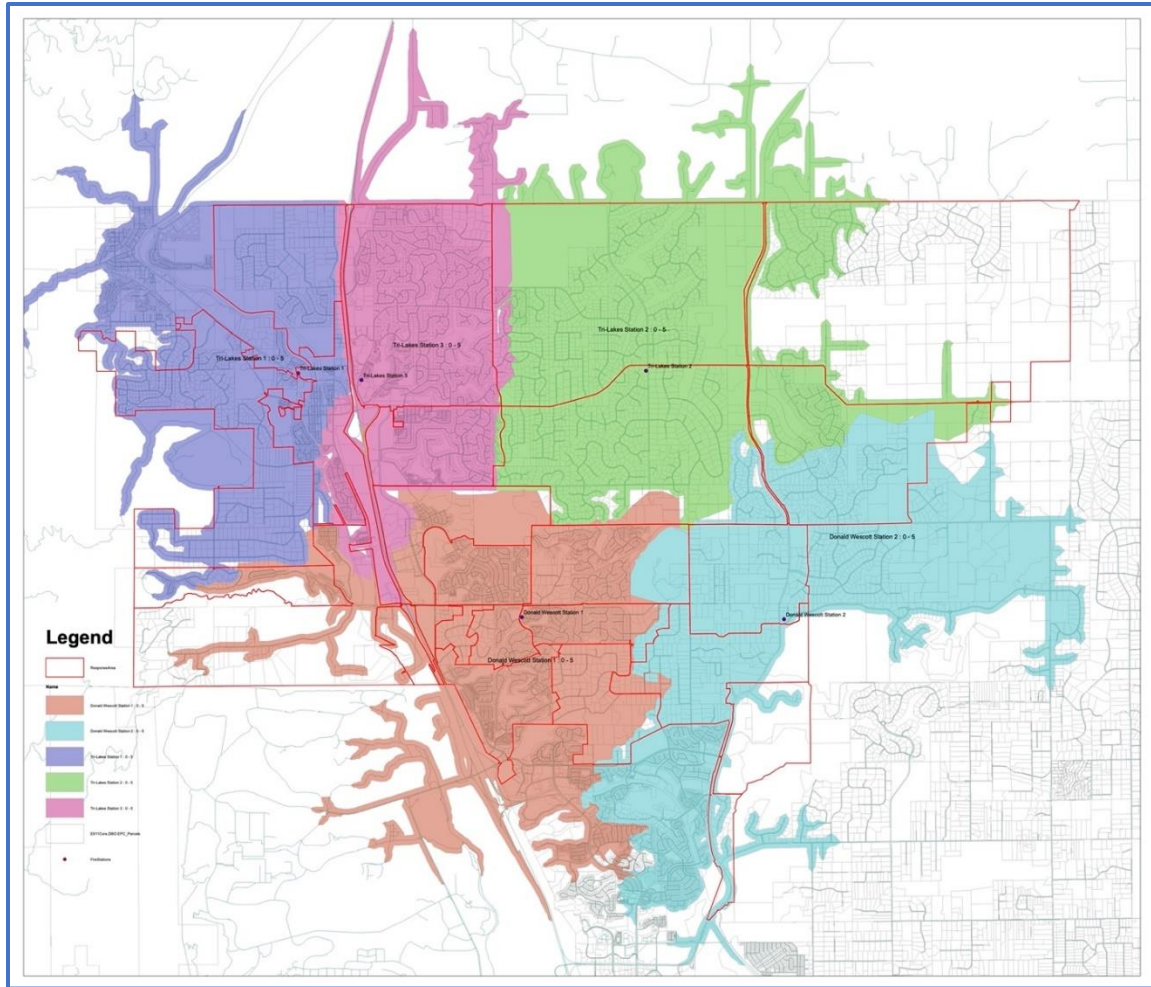 Tri-Lakes Station 2 : 0 - 5
Tri-Lakes Station 3 : 0 - 5
Tri-Lakes Station 1 : 0 - 5
Tri-Lakes Station 1
Tri-Lakes Station 2
Tri-Lakes Station 3
Donald Wescott Station 2 : 0 - 5
Donald Wescott Station 1
Donald Wescott Station 2
Donald Wescott Station 1 : 0 - 5
Legend
ResponseArea
Name
Donald Wescott Station 1 : 0 - 5
Donald Wescott Station 2 : 0 - 5
Tri-Lakes Station 1 : 0 - 5
Tri-Lakes Station 2 : 0 - 5
Tri-Lakes Station 3 : 0 - 5
FireStations